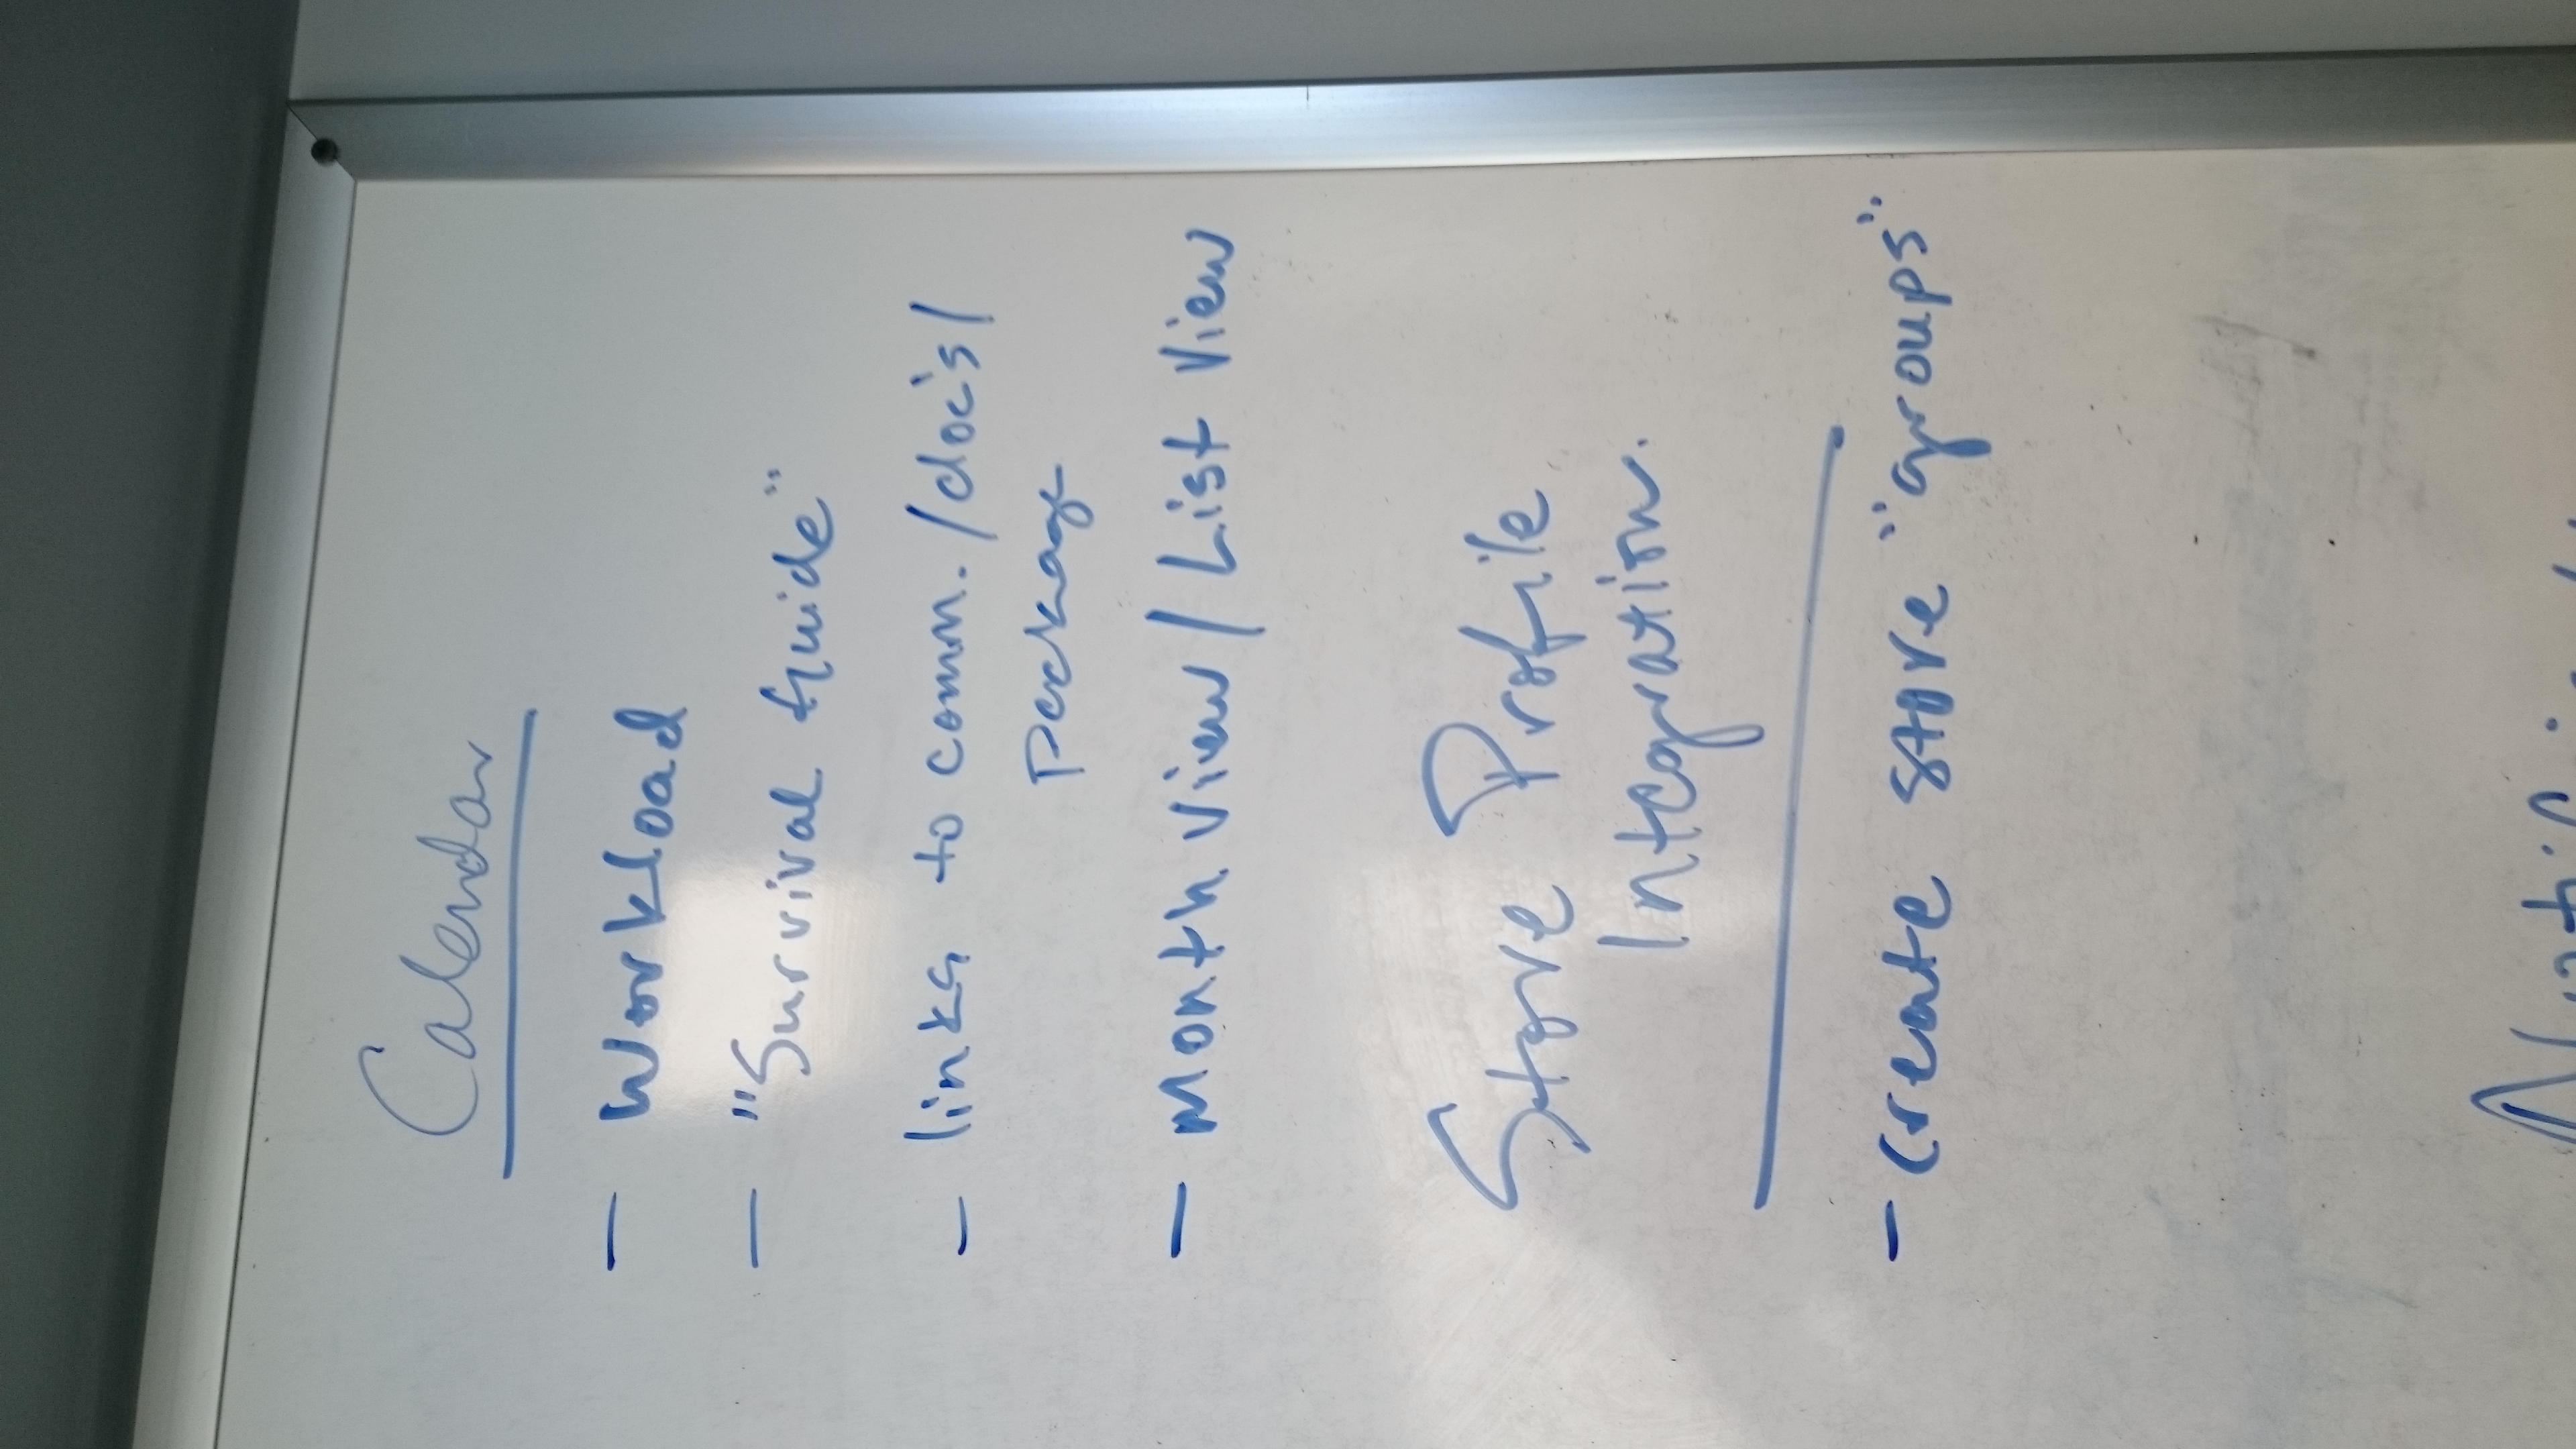 Calendar
- Workload
- "Survival Guide"
- links to comm. /doc's/
package
- Month View / List View
Store Profile
Integration.
- create store "groups"